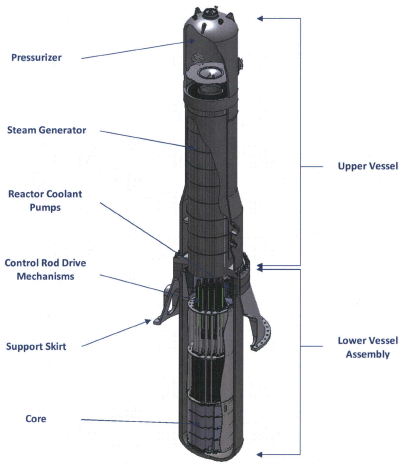 Pressurizer
Steam Generator
Upper Vessel
Reactor Coolant
Pumps
Control Rod Drive
Mechanisms
Support Skirt
Lower Vessel
Assembly
Core